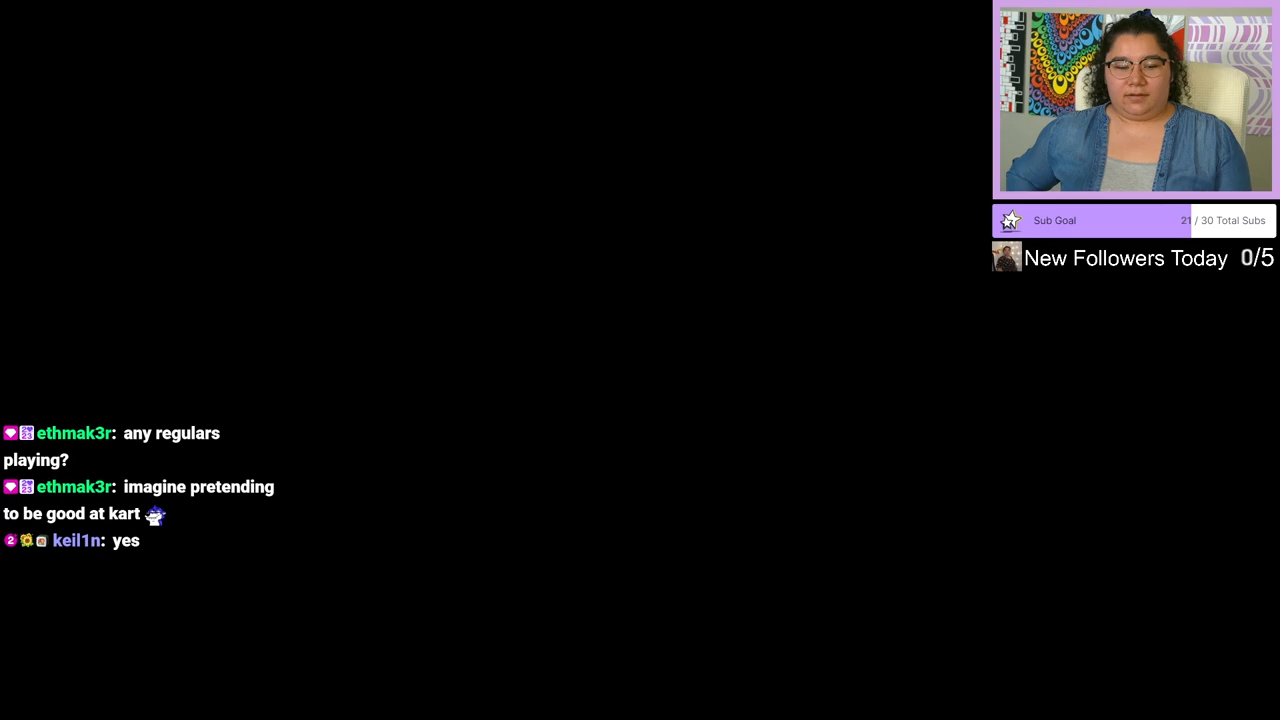 Sub Goal 21 / 30 Total Subs
New Followers Today 0/5
ethmak3r: any regulars
playing?
ethmak3r: imagine pretending
to be good at kart
2 keil1n: yes